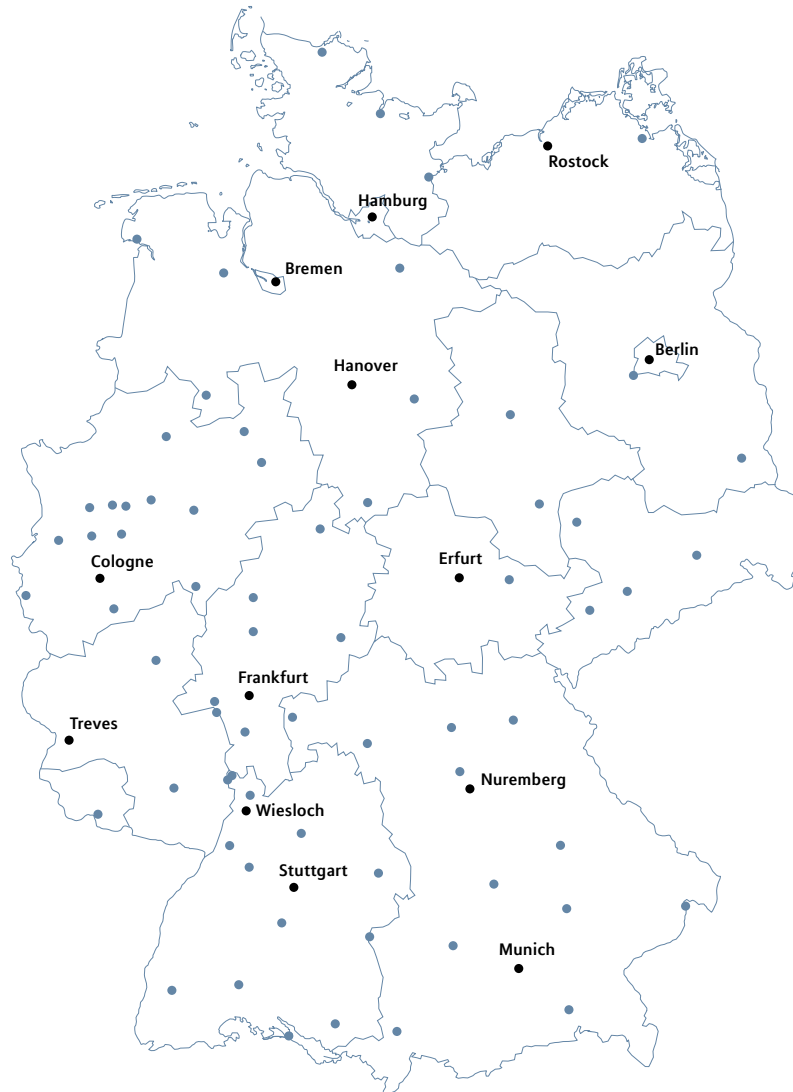 Rostock
Hamburg
Bremen
Berlin
Hanover
Cologne
Erfurt
Frankfurt
Treves
Nuremberg
Wiesloch
Stuttgart
Munich